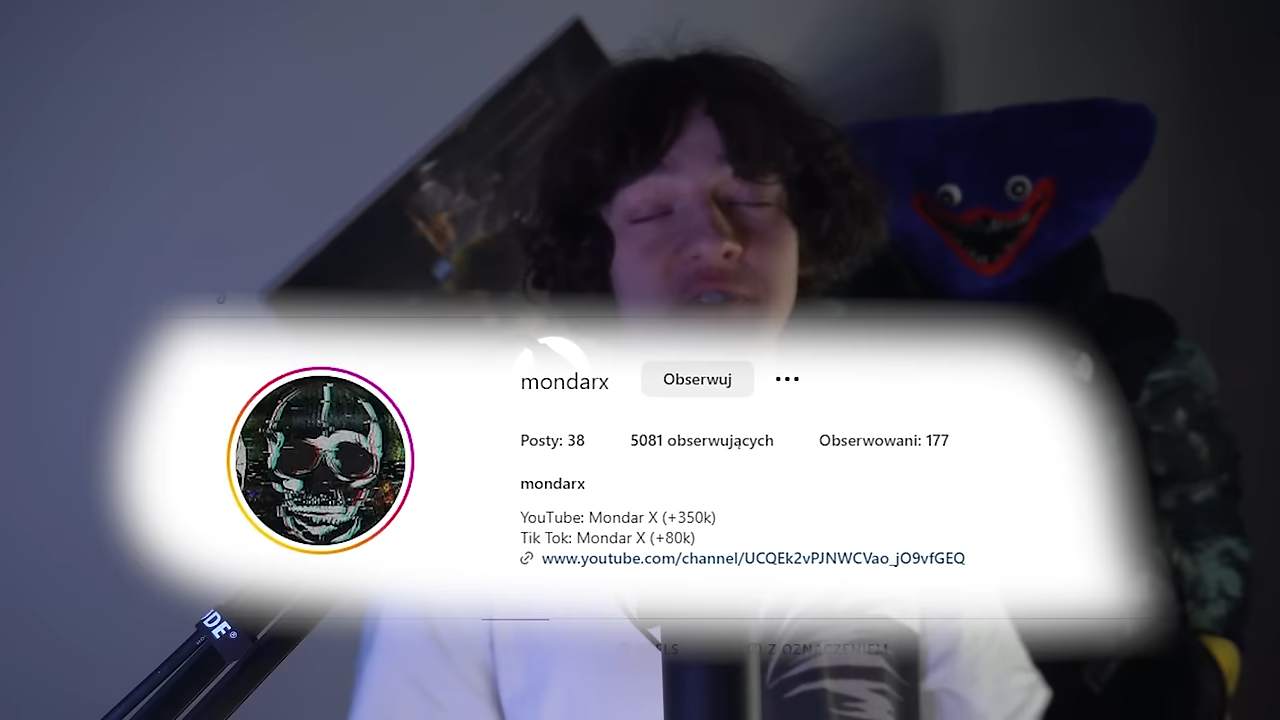 mondarx Obserwuj
Posty: 38 5081 obserwujących Obserwowani: 177
mondarx
YouTube: Mondar X (+350k)
Tik Tok: Mondar X (+80k)
www.youtube.com/channel/UCQEk2vPJNWCVao_jO9vfGEQ
Z OZNACZENIEM